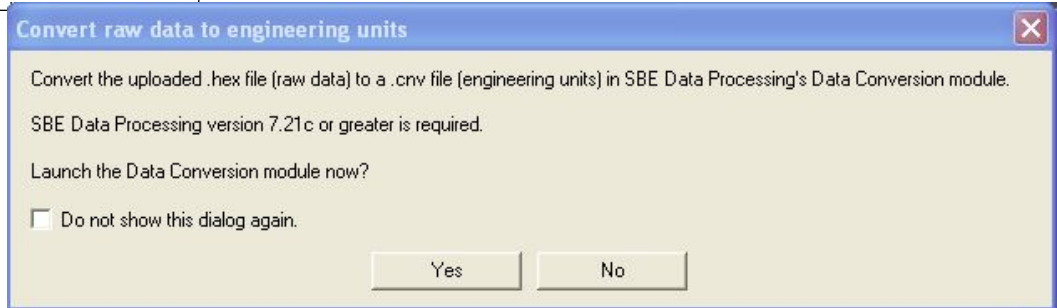 Convert raw data to engineering units
Convert the uploaded .hex file (raw data) to a .cnv file (engineering units) in SBE Data Processing's Data Conversion module.
SBE Data Processing version 7.21c or greater is required.
Launch the Data Conversion module now?
Do not show this dialog again.
Yes
No